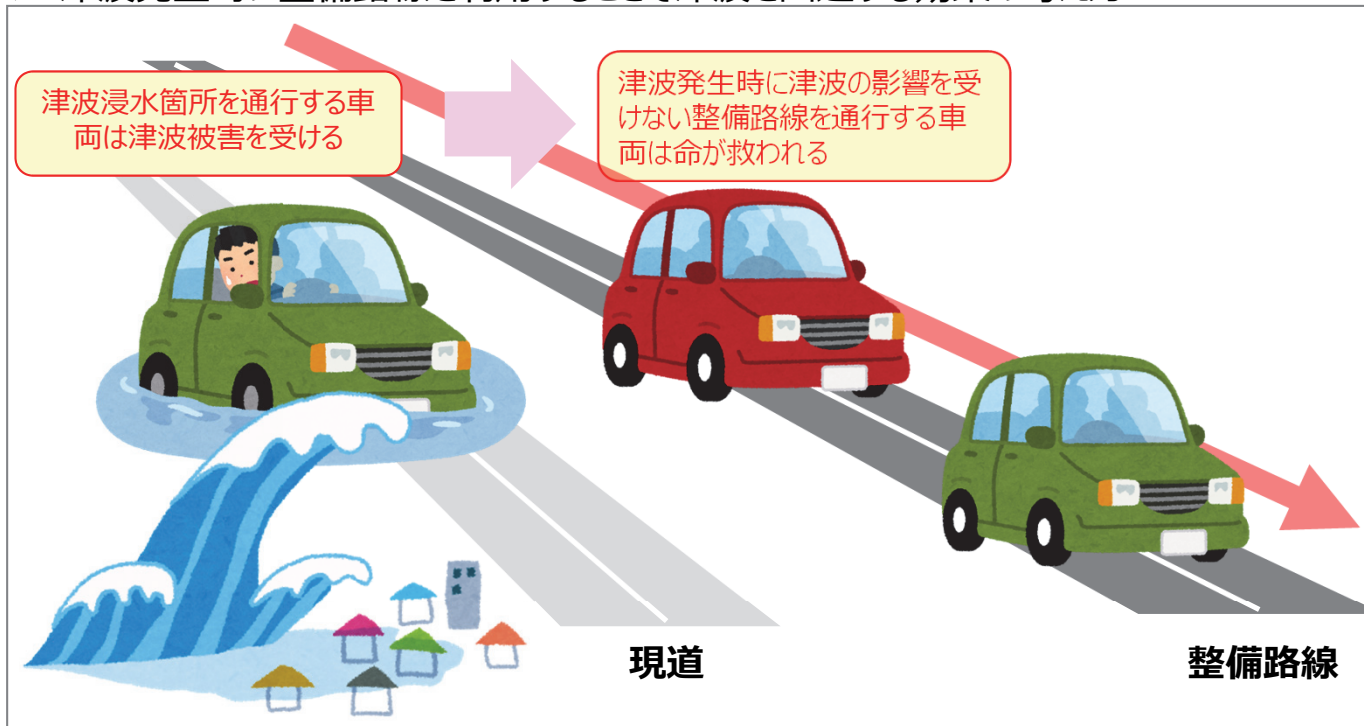 津波浸水箇所を通行する車
両は津波被害を受ける
津波発生時に津波の影響を受
けない整備路線を通行する車
両は命が救われる
現道
整備路線